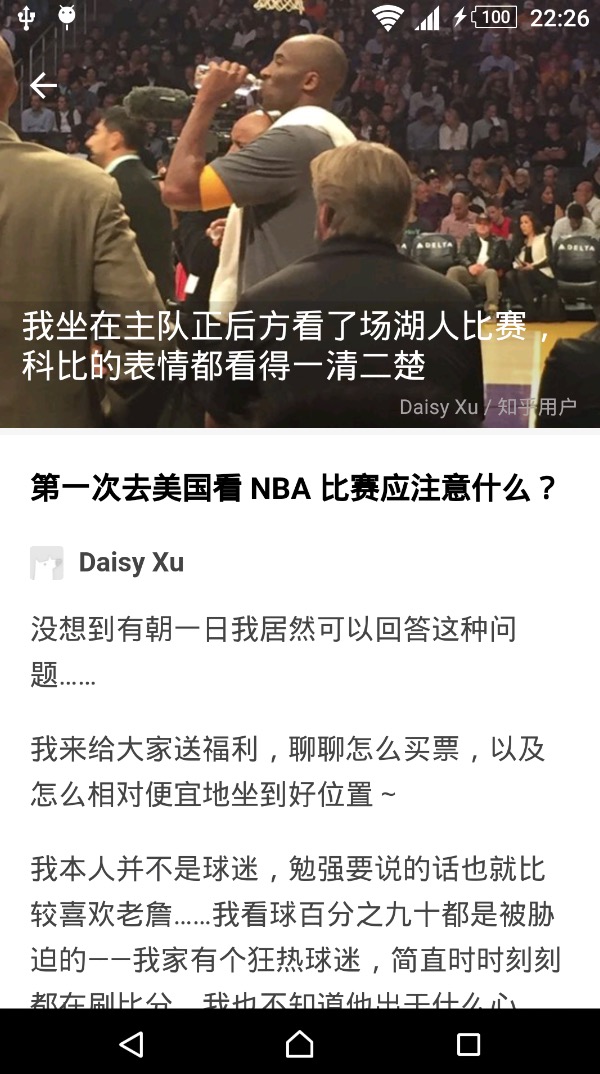 100 22:26
DELTA
DELTA
我坐在主队正后方看了场湖人比赛，
科比的表情都看得一清二楚
Daisy Xu / 知乎用户
第一次去美国看 NBA 比赛应注意什么？
Daisy Xu
没想到有朝一日我居然可以回答这种问
题……
我来给大家送福利，聊聊怎么买票，以及
怎么相对便宜地坐到好位置 ~
我本人并不是球迷，勉强要说的话也就比
较喜欢老詹……我看球百分之九十都是被胁
迫的——我家有个狂热球迷，简直时时刻刻
都在刷比分，我也不知道他出于什么心